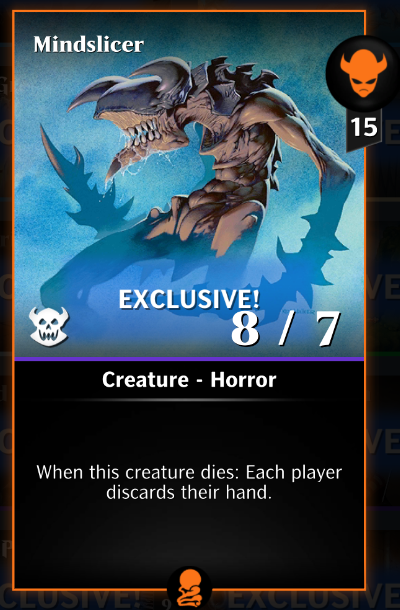 Mindslicer
15
EXCLUSIVE!
8 / 7
Creature - Horror
When this creature dies: Each player
discards their hand.